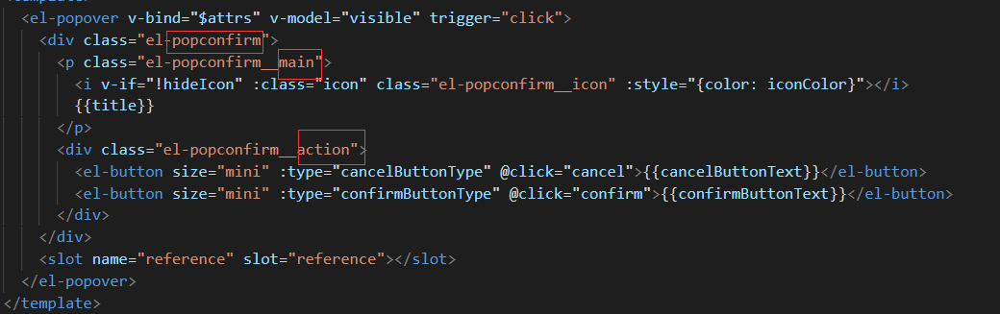 <template>
<el-popover v-bind="$attrs" v-model="visible" trigger="click">
<div class="el-popconfirm">
<p class="el-popconfirm__main">
<i v-if="!hideIcon" :class="icon" class="el-popconfirm__icon" :style="{color: iconColor}"></i>
{{title}}
</p>
<div class="el-popconfirm__action">
<el-button size="mini" :type="cancelButtonType" @click="cancel">{{cancelButtonText}}</el-button>
<el-button size="mini" :type="confirmButtonType" @click="confirm">{{confirmButtonText}}</el-button>
</div>
</div>
<slot name="reference" slot="reference"></slot>
</el-popover>
</template>